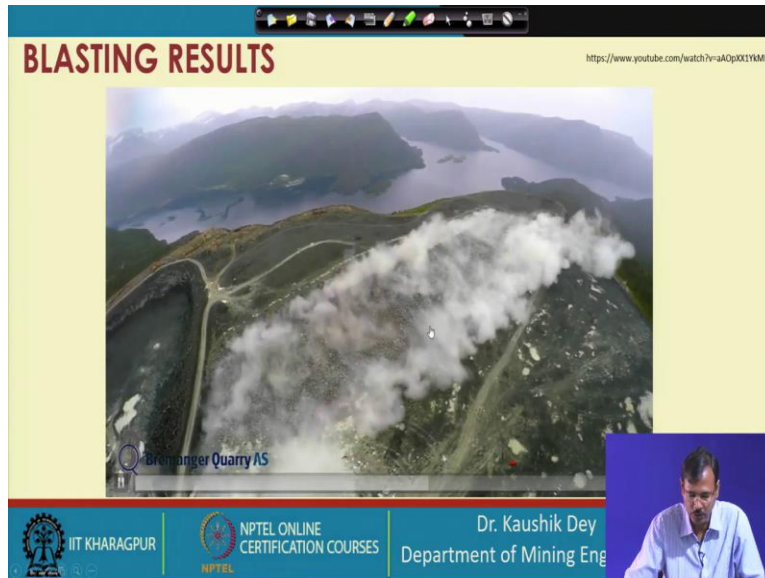 BLASTING RESULTS
https://www.youtube.com/watch?v=aAOpXX1YkM
Bremanger Quarry AS
IIT KHARAGPUR
NPTEL
NPTEL ONLINE
CERTIFICATION COURSES
Dr. Kaushik Dey
Department of Mining Eng